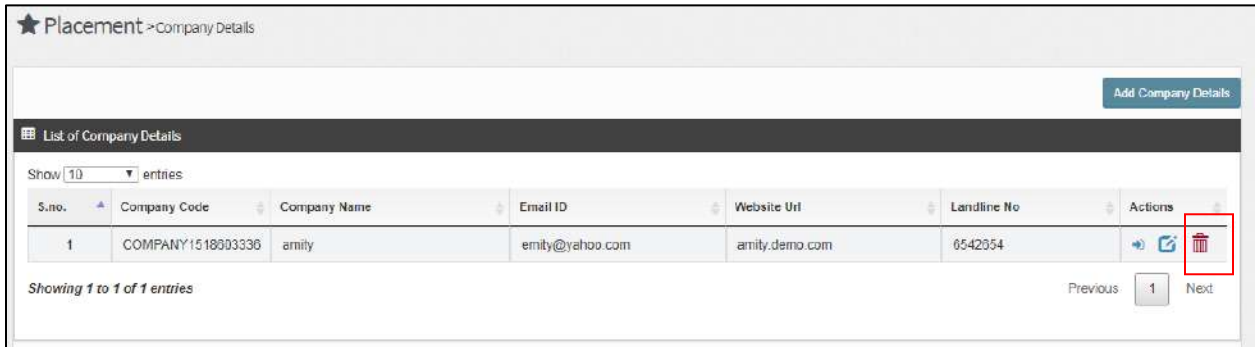 Placement >Company Details
Add Company Details
List of Company Details
Show 10 entries
S.no. Company Code Company Name Email ID Website Url Landline No Actions
1 COMPANY1518603336 amity emity@yahoo.com amity.demo.com 6542654
Showing 1 to 1 of 1 entries
Previous 1 Next